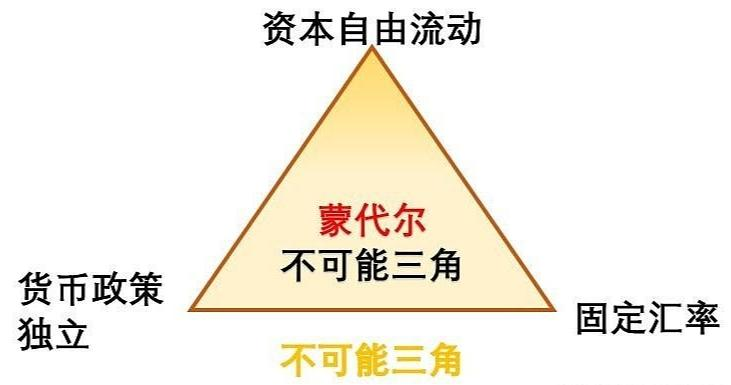 资本自由流动
蒙代尔
不可能三角
货币政策
独立
固定汇率
不可能三角